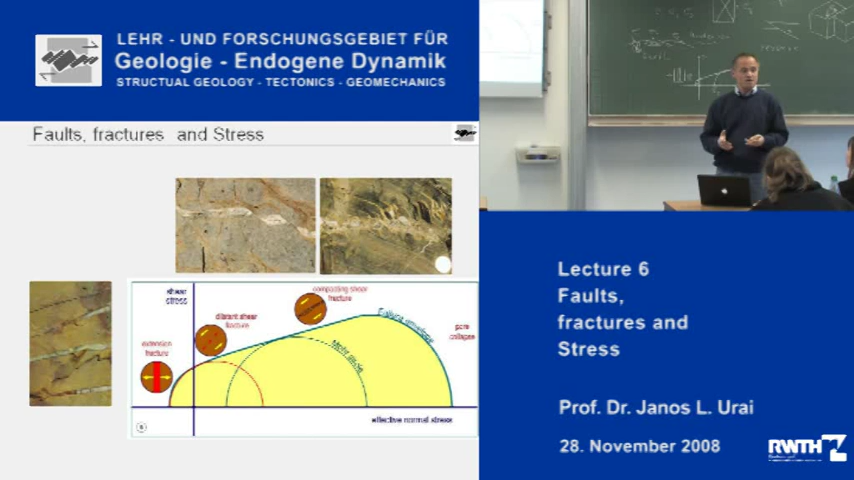 LEHR - UND FORSCHUNGSGEBIET FÜR
Geologie - Endogene Dynamik
STRUCTUAL GEOLOGY - TECTONICS - GEOMECHANICS
Faults, fractures and Stress
shear
stress
compacting shear
fracture
dilatant shear
fracture
Failure envelope
pore
collapse
extension
fracture
Mohr circle
effective normal stress
Lecture 6
Faults,
fractures and
Stress
Prof. Dr. Janos L. Urai
28. November 2008
RWTH